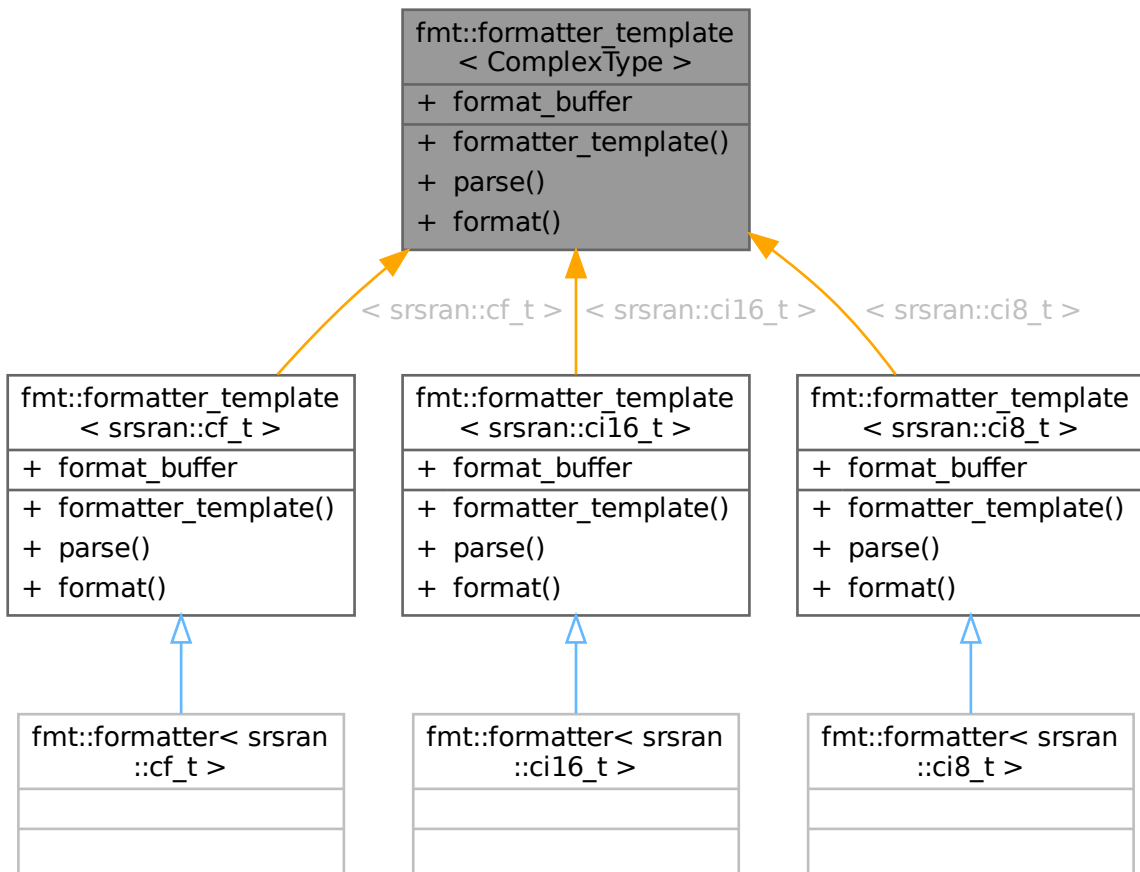 fmt::formatter_template
< ComplexType >
+ format_buffer
+ formatter_template()
+ parse()
+ format()
< srsran::cf_t >
< srsran::ci16_t >
< srsran::ci8_t >
fmt::formatter_template
< srsran::cf_t >
+ format_buffer
+ formatter_template()
+ parse()
+ format()
fmt::formatter_template
< srsran::ci16_t >
+ format_buffer
+ formatter_template()
+ parse()
+ format()
fmt::formatter_template
< srsran::ci8_t >
+ format_buffer
+ formatter_template()
+ parse()
+ format()
fmt::formatter< srsran
::cf_t >
fmt::formatter< srsran
::ci16_t >
fmt::formatter< srsran
::ci8_t >